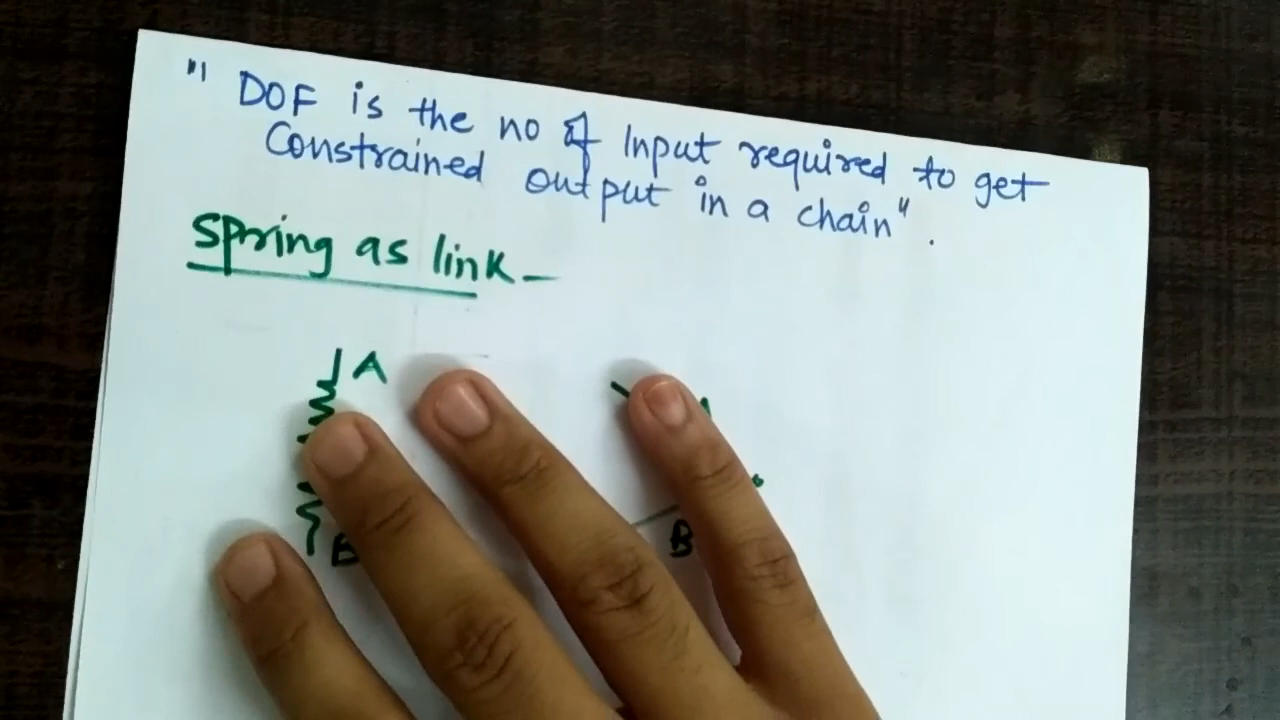 " DOF is the no of Input required to get
Constrained output in a chain".
Spring as link -
A
B
B